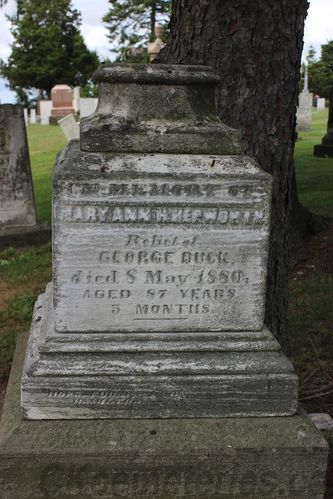 IN MEMORY OF
MARY ANN H. HEPWORTH
Relict of
GEORGE BUCK,
died 8 May 1880,
AGED 87 YEARS
5 MONTHS